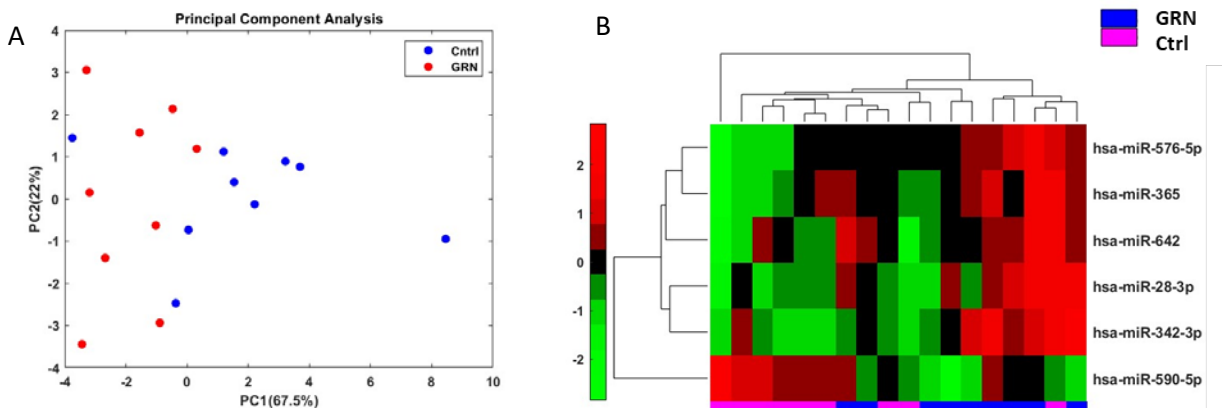 A
Principal Component Analysis
Cntrl
GRN
PC2(22%)
4
3
2
1
0
-1
-2
-3
-4
-4
-2
0
2
4
6
8
10
PC1(67.5%)
B
GRN
Ctrl
2
1
0
-1
-2
hsa-miR-576-5p
hsa-miR-365
hsa-miR-642
hsa-miR-28-3p
hsa-miR-342-3p
hsa-miR-590-5p